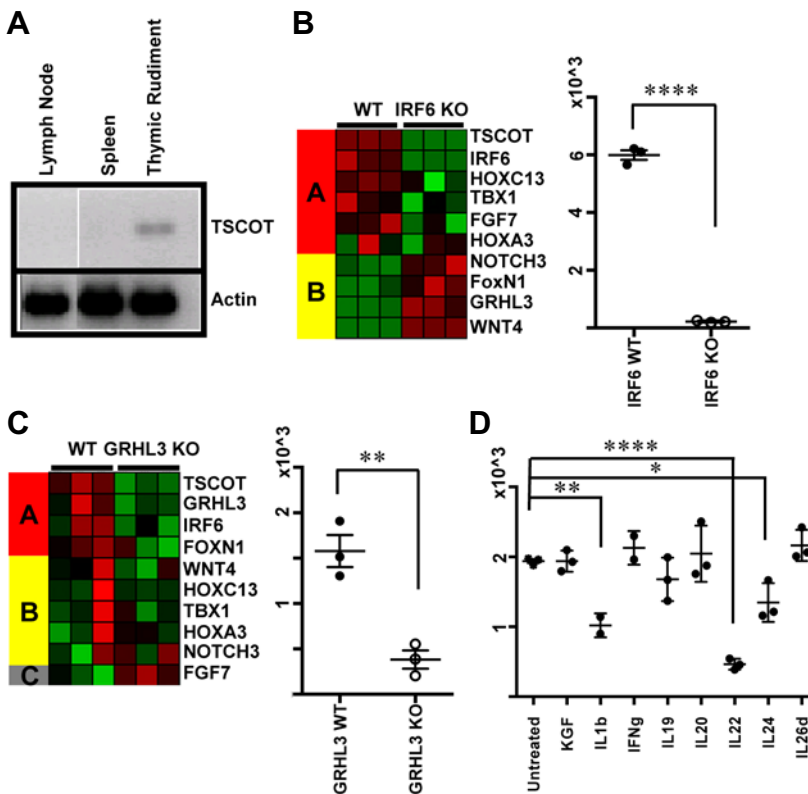 A
Lymph Node
Spleen
Thymic Rudiment
TSCOT
Actin
B
WT IRF6 KO
A
B
TSCOT
IRF6
HOXC13
TBX1
FGF7
HOXA3
NOTCH3
FoxN1
GRHL3
WNT4
x10^3
6
4
2
****
IRF6 WT
IRF6 KO
C
WT GRHL3 KO
A
B
C
TSCOT
GRHL3
IRF6
FOXN1
WNT4
HOXC13
TBX1
HOXA3
NOTCH3
FGF7
x10^3
2
1
**
GRHL3 WT
GRHL3 KO
D
x10^3
2
1
****
*
**
Untreated
KGF
IL1b
IFNg
IL19
IL20
IL22
IL24
IL26d